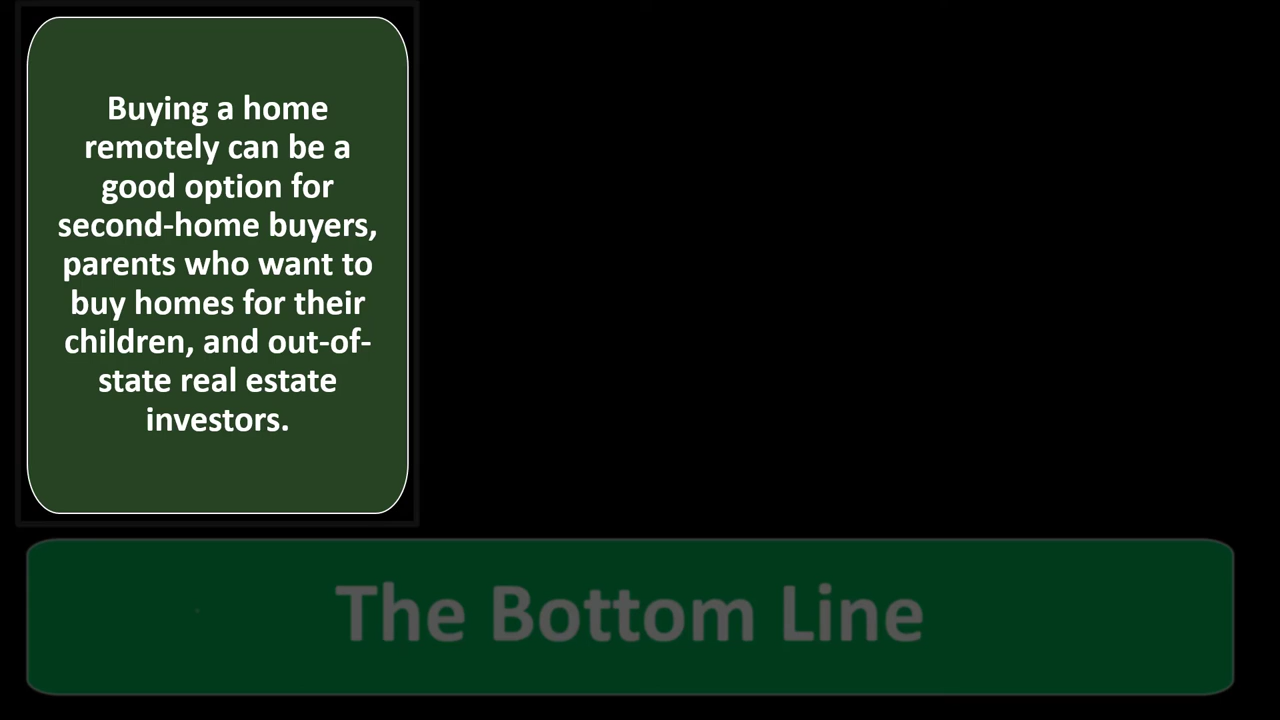 Buying a home
remotely can be a
good option for
second-home buyers,
parents who want to
buy homes for their
children, and out-of-
state real estate
investors.
The Bottom Line